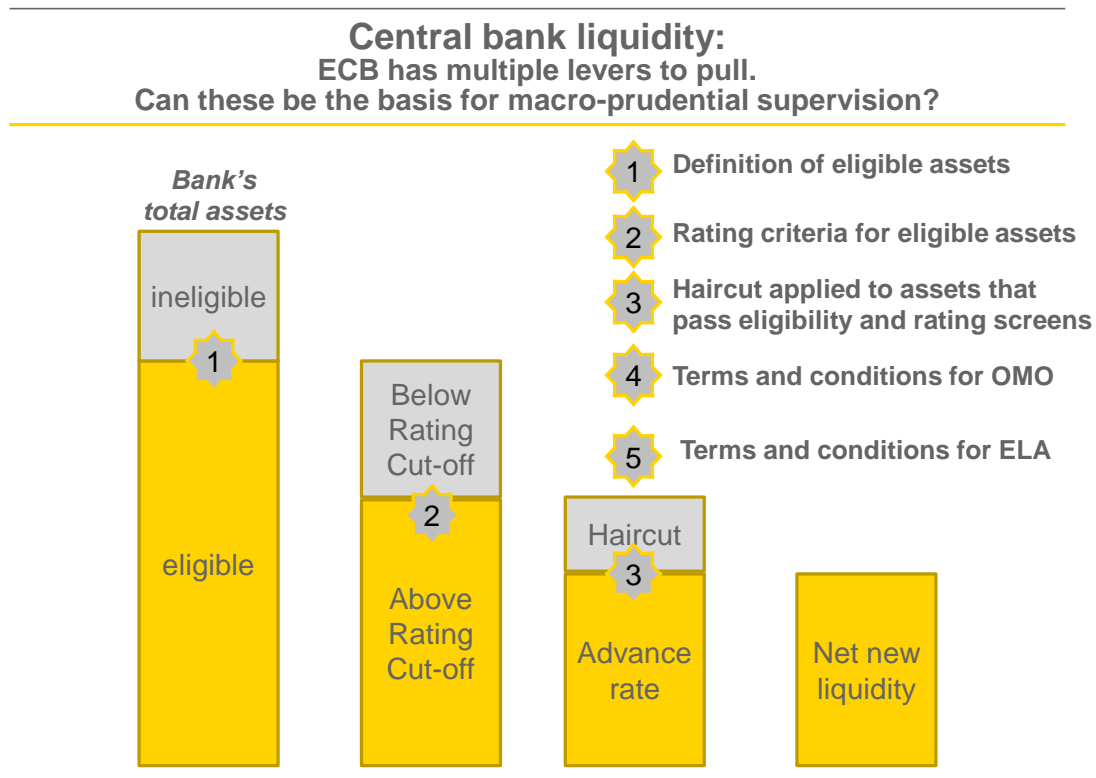 Central bank liquidity:
ECB has multiple levers to pull.
Can these be the basis for macro-prudential supervision?
Bank's
total assets
ineligible
1
eligible
Below
Rating
Cut-off
2
Above
Rating
Cut-off
Haircut
3
Advance
rate
Net new
liquidity
1 Definition of eligible assets
2 Rating criteria for eligible assets
3 Haircut applied to assets that
pass eligibility and rating screens
4 Terms and conditions for OMO
5 Terms and conditions for ELA